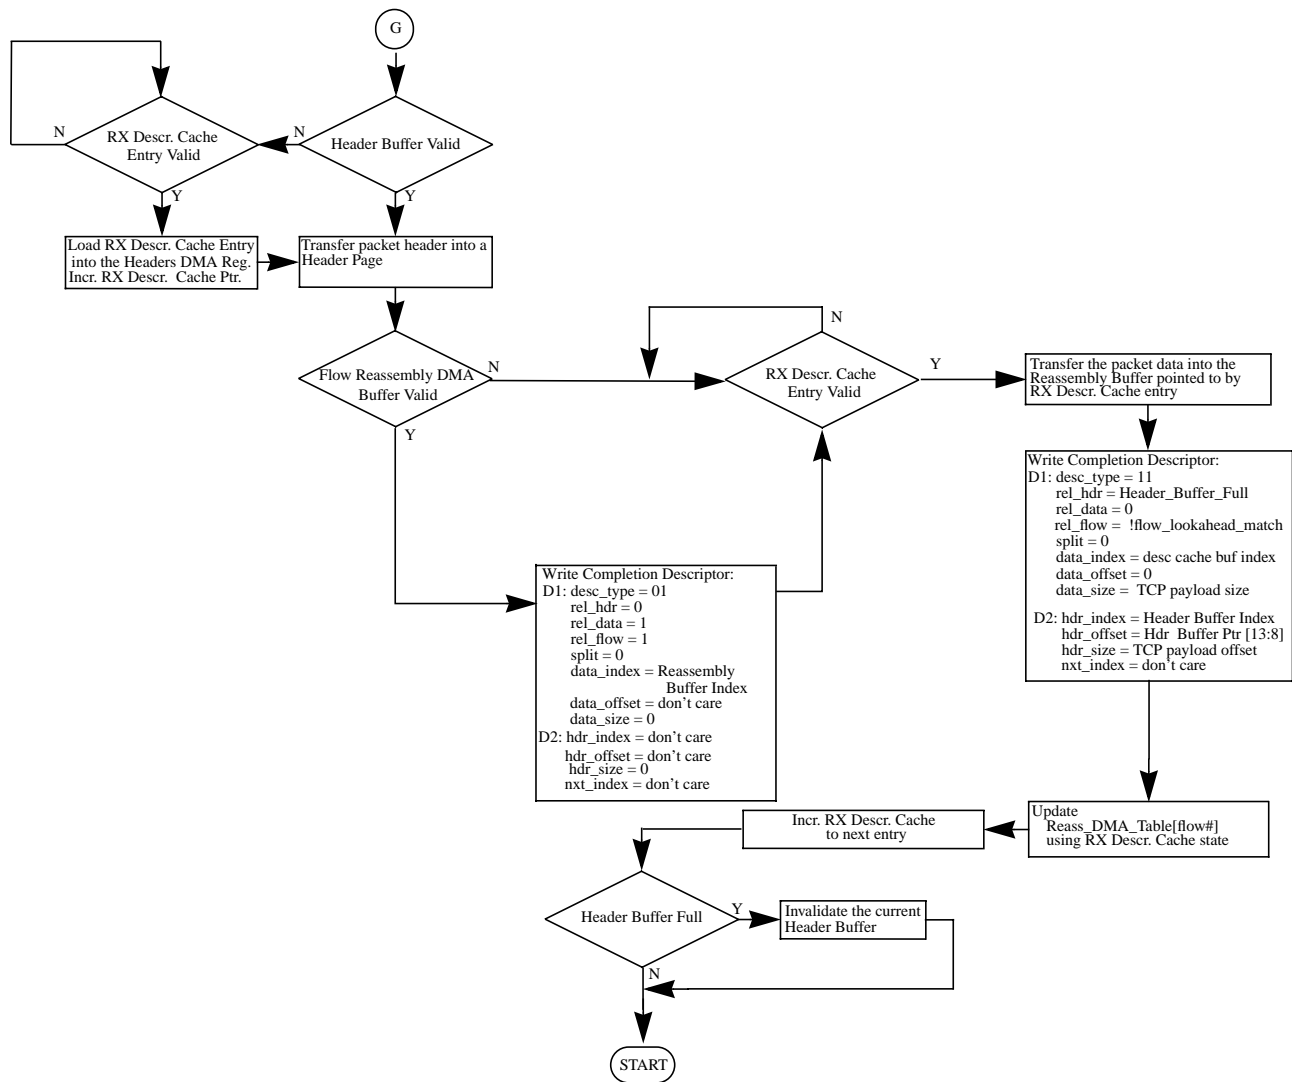 G
RX Descr. Cache
Entry Valid
N
Y
Header Buffer Valid
N
Y
Load RX Descr. Cache Entry
into the Headers DMA Reg.
Incr. RX Descr. Cache Ptr.
Transfer packet header into a
Header Page
Flow Reassembly DMA
Buffer Valid
N
Y
RX Descr. Cache
Entry Valid
N
Y
Transfer the packet data into the
Reassembly Buffer pointed to by
RX Descr. Cache entry
Write Completion Descriptor:
D1: desc_type = 11
rel_hdr = Header_Buffer_Full
rel_data = 0
rel_flow = !flow_lookahead_match
split = 0
data_index = desc cache buf index
data_offset = 0
data_size = TCP payload size
D2: hdr_index = Header Buffer Index
hdr_offset = Hdr Buffer Ptr [13:8]
hdr_size = TCP payload offset
nxt_index = don't care
Write Completion Descriptor:
D1: desc_type = 01
rel_hdr = 0
rel_data = 1
rel_flow = 1
split = 0
data_index = Reassembly
Buffer Index
data_offset = don't care
data_size = 0
D2: hdr_index = don't care
hdr_offset = don't care
hdr_size = 0
nxt_index = don't care
Update
Reass_DMA_Table[flow#]
using RX Descr. Cache state
Incr. RX Descr. Cache
to next entry
Header Buffer Full
Y
N
Invalidate the current
Header Buffer
START